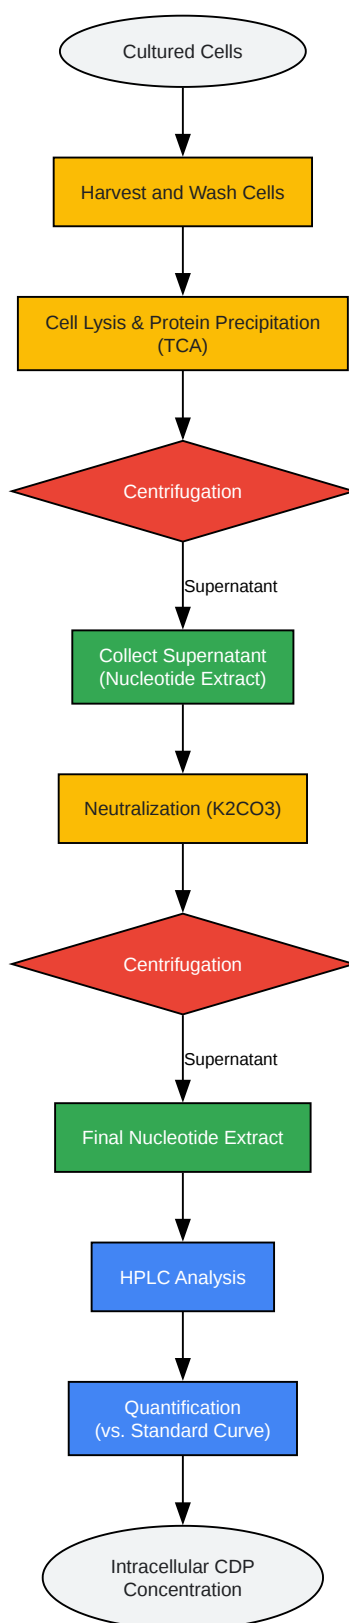 Cultured Cells
Harvest and Wash Cells
Cell Lysis & Protein Precipitation
(TCA)
Centrifugation
Supernatant
Collect Supernatant
(Nucleotide Extract)
Neutralization (K2CO3)
Centrifugation
Supernatant
Final Nucleotide Extract
HPLC Analysis
Quantification
(vs. Standard Curve)
Intracellular CDP
Concentration